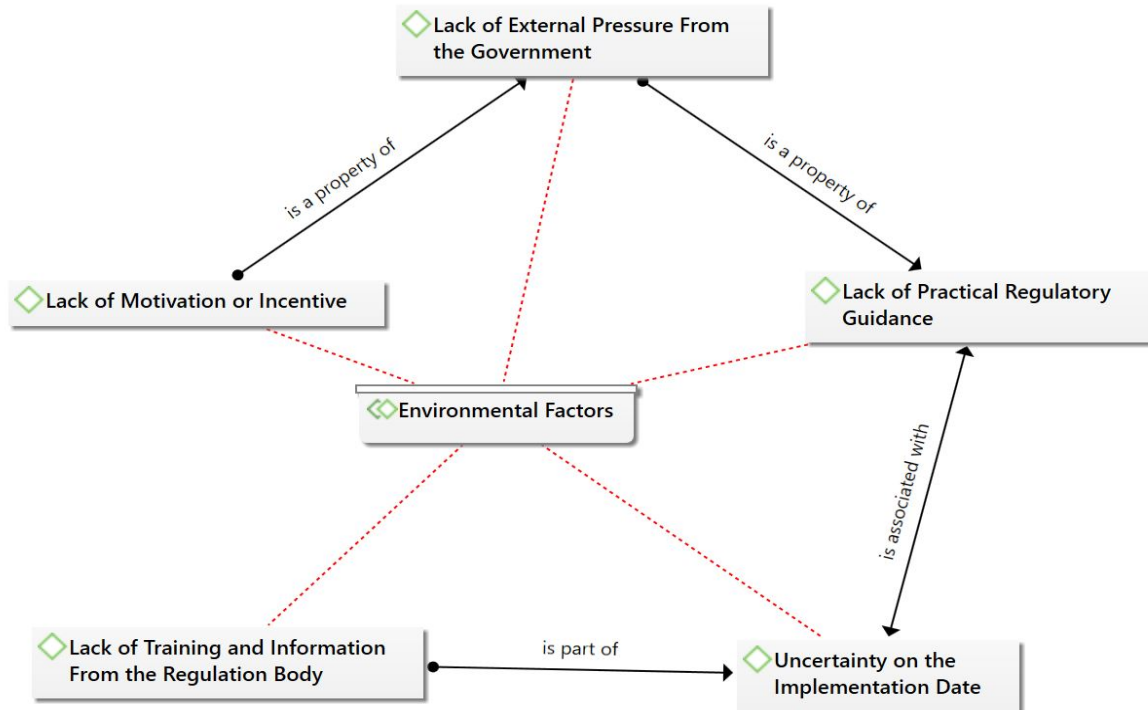 Lack of External Pressure From
the Government
is a property of
is a property of
Lack of Motivation or Incentive
Lack of Practical Regulatory
Guidance
Environmental Factors
is associated with
Lack of Training and Information
From the Regulation Body
is part of
Uncertainty on the
Implementation Date